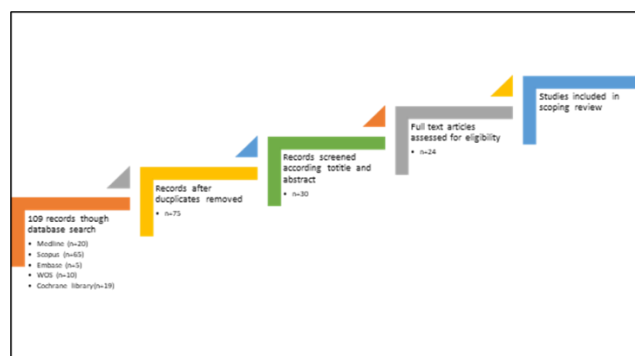 109 records though
database search
• Medline (n=20)
• Scopus (n=65)
• Embase (n=5)
• WOS (n=10)
• Cochrane library(n=19)
Records after
ducplicates removed
• n=75
Records screened
according totitle and
abstract
• n=30
Full text articles
assessed for eligibility
• n=24
Studies included in
scoping review